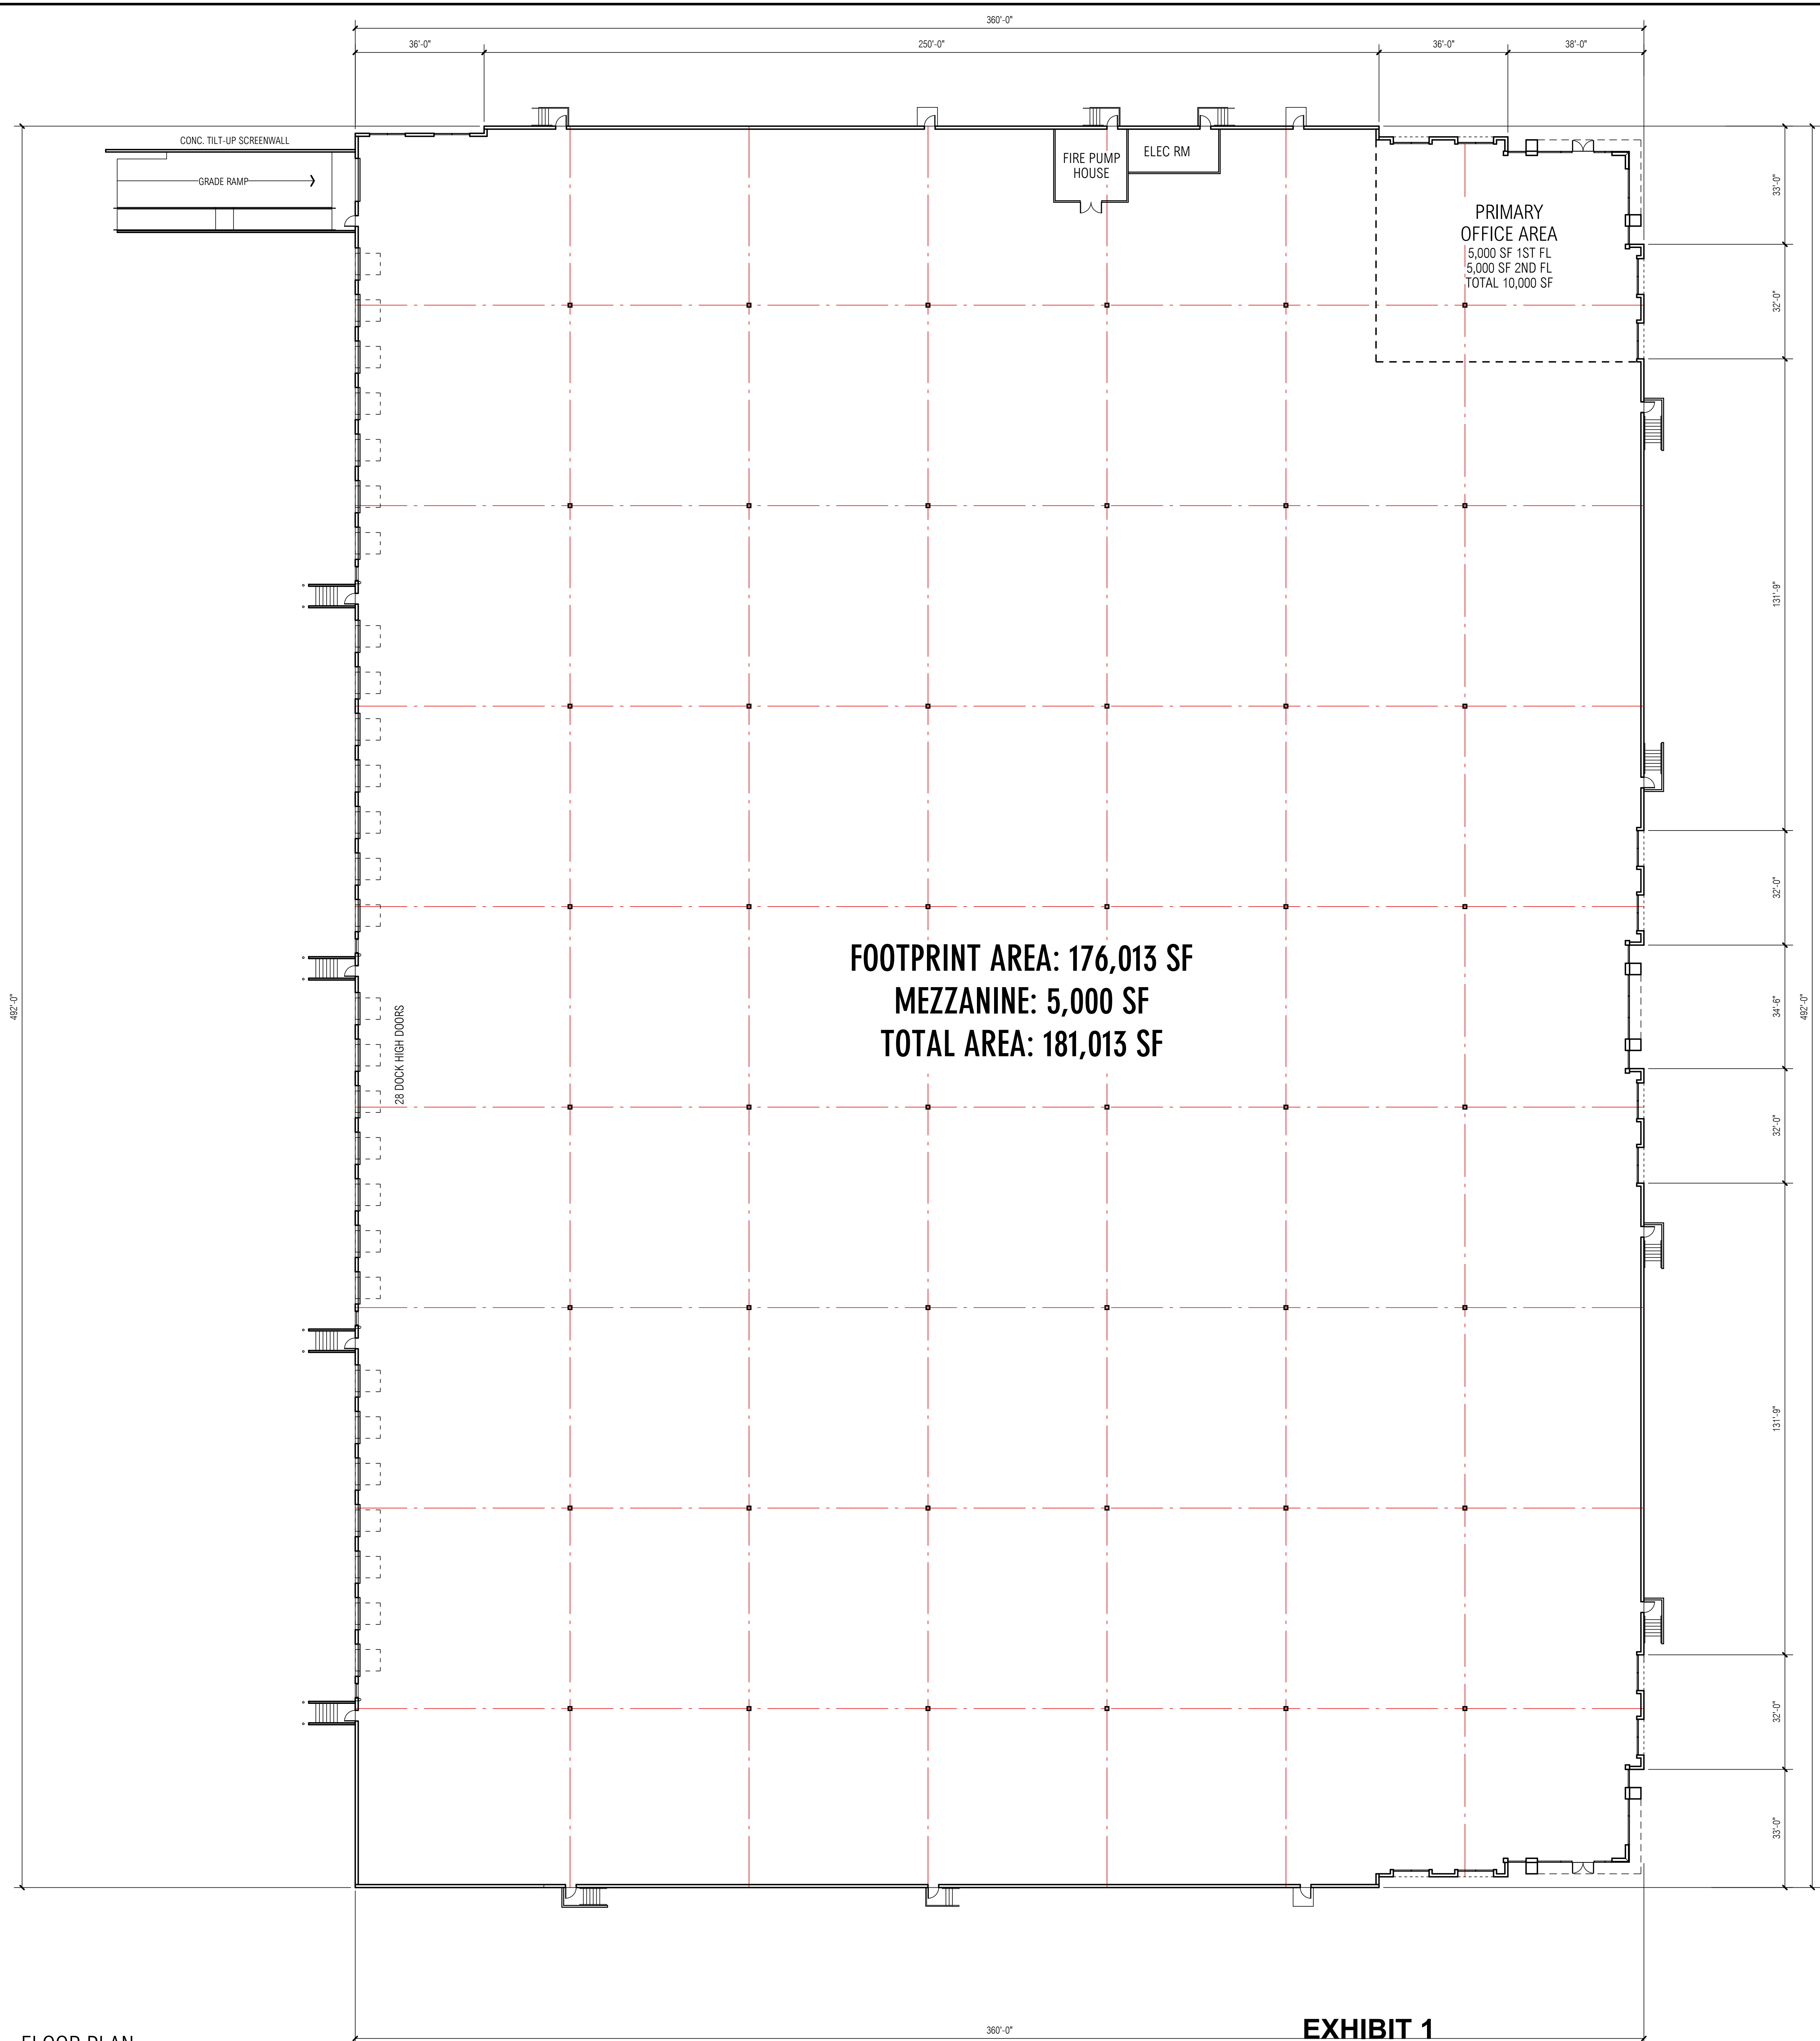 360'-0"
36'-0"
250'-0"
36'-0"
38'-0"
CONC. TILT-UP SCREENWALL
GRADE RAMP
FIRE PUMP
HOUSE
ELEC RM
PRIMARY
OFFICE AREA
5,000 SF 1ST FL
5,000 SF 2ND FL
TOTAL 10,000 SF
33'-0"
32'-0"
131'-9"
32'-0"
34'-6"
32'-0"
131'-9"
32'-0"
33'-0"
492'-0"
492'-0"
28 DOCK HIGH DOORS
FOOTPRINT AREA: 176,013 SF
MEZZANINE: 5,000 SF
TOTAL AREA: 181,013 SF
360'-0"
EXHIBIT 1
FLOOR PLAN